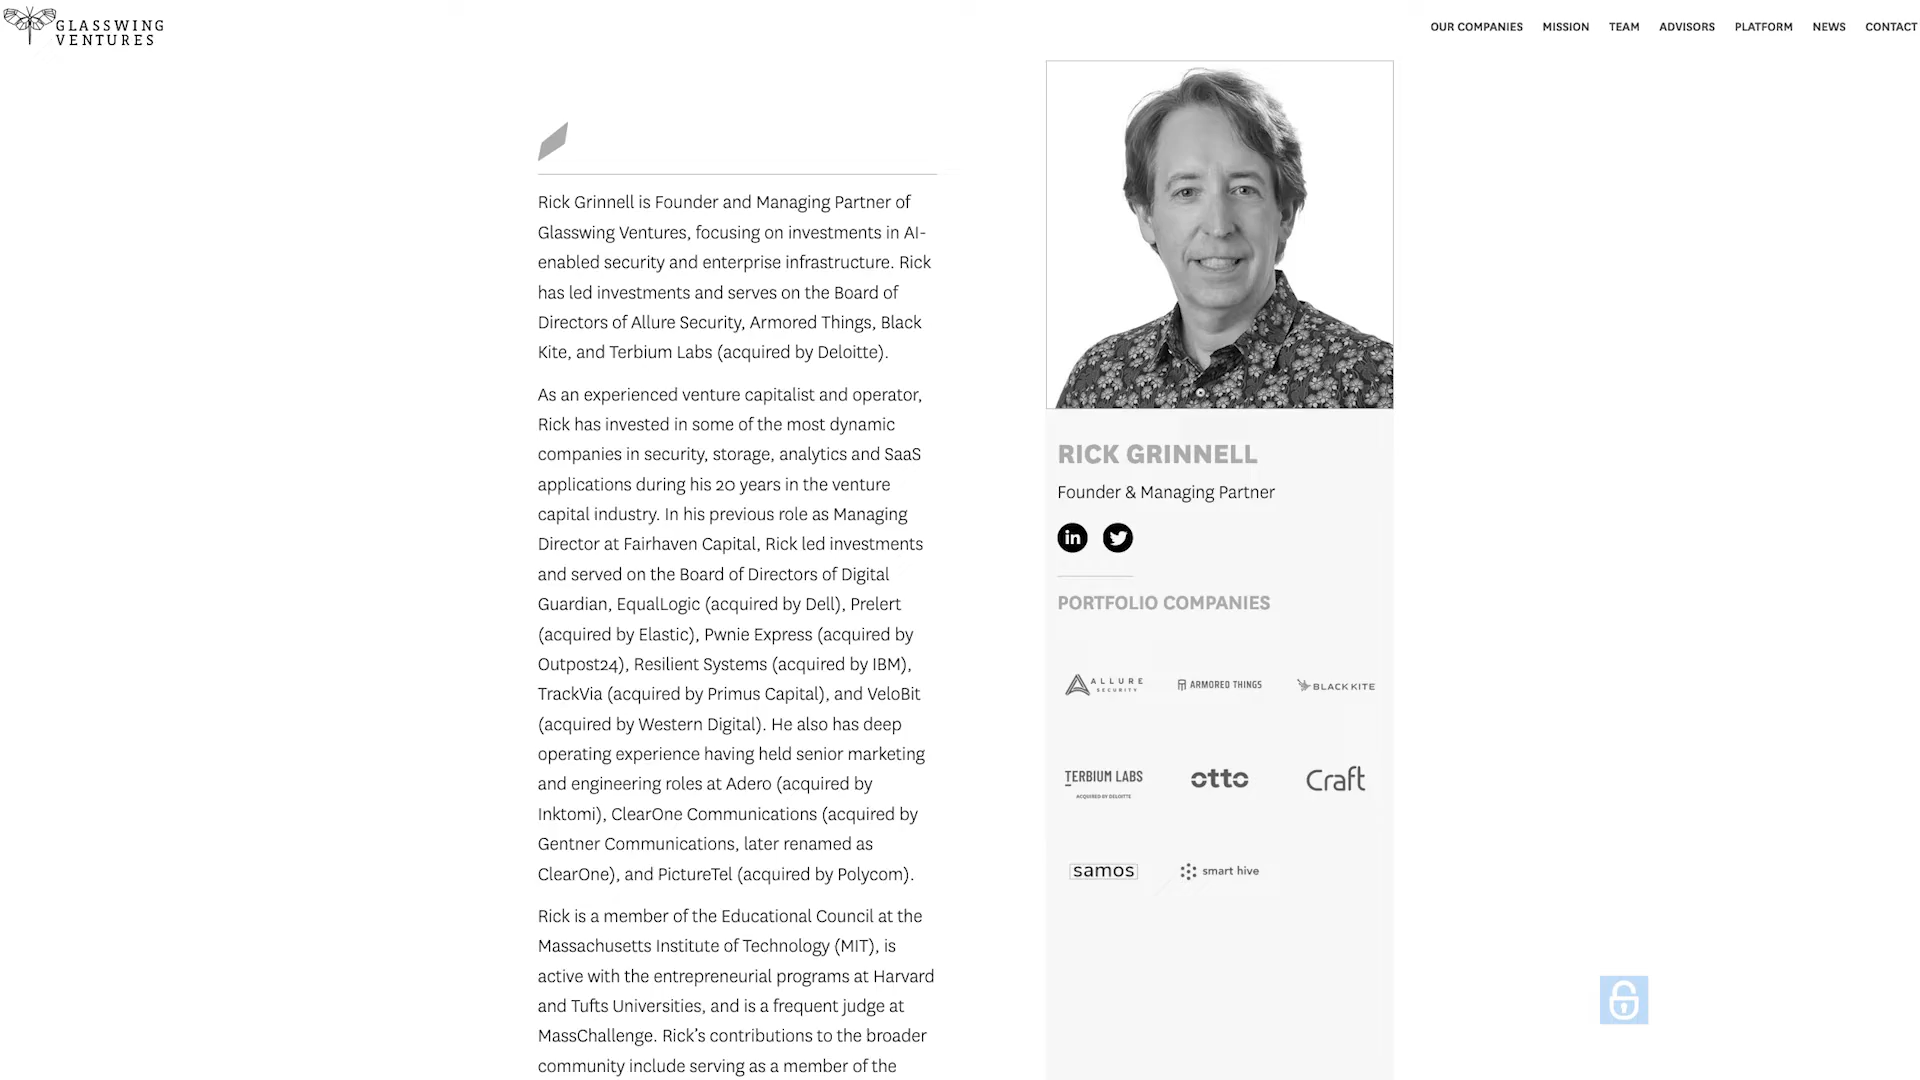 GLASSWING
VENTURES
OUR COMPANIES MISSION TEAM ADVISORS PLATFORM NEWS CONTACT
Rick Grinnell is Founder and Managing Partner of
Glasswing Ventures, focusing on investments in AI-
enabled security and enterprise infrastructure. Rick
has led investments and serves on the Board of
Directors of Allure Security, Armored Things, Black
Kite, and Terbium Labs (acquired by Deloitte).
As an experienced venture capitalist and operator,
Rick has invested in some of the most dynamic
companies in security, storage, analytics and SaaS
applications during his 20 years in the venture
capital industry. In his previous role as Managing
Director at Fairhaven Capital, Rick led investments
and served on the Board of Directors of Digital
Guardian, EqualLogic (acquired by Dell), Prelert
(acquired by Elastic), Pwnie Express (acquired by
Outpost24), Resilient Systems (acquired by IBM),
TrackVia (acquired by Primus Capital), and VeloBit
(acquired by Western Digital). He also has deep
operating experience having held senior marketing
and engineering roles at Adero (acquired by
Inktomi), ClearOne Communications (acquired by
Gentner Communications, later renamed as
ClearOne), and PictureTel (acquired by Polycom).
Rick is a member of the Educational Council at the
Massachusetts Institute of Technology (MIT), is
active with the entrepreneurial programs at Harvard
and Tufts Universities, and is a frequent judge at
MassChallenge. Rick's contributions to the broader
community include serving as a member of the
RICK GRINNELL
Founder & Managing Partner
in
PORTFOLIO COMPANIES
ALLURE
SECURITY
ARMORED THINGS
BLACK KITE
TERBIUM LABS
ACQUIRED BY DELOITTE
otto
Craft
samos
smart hive